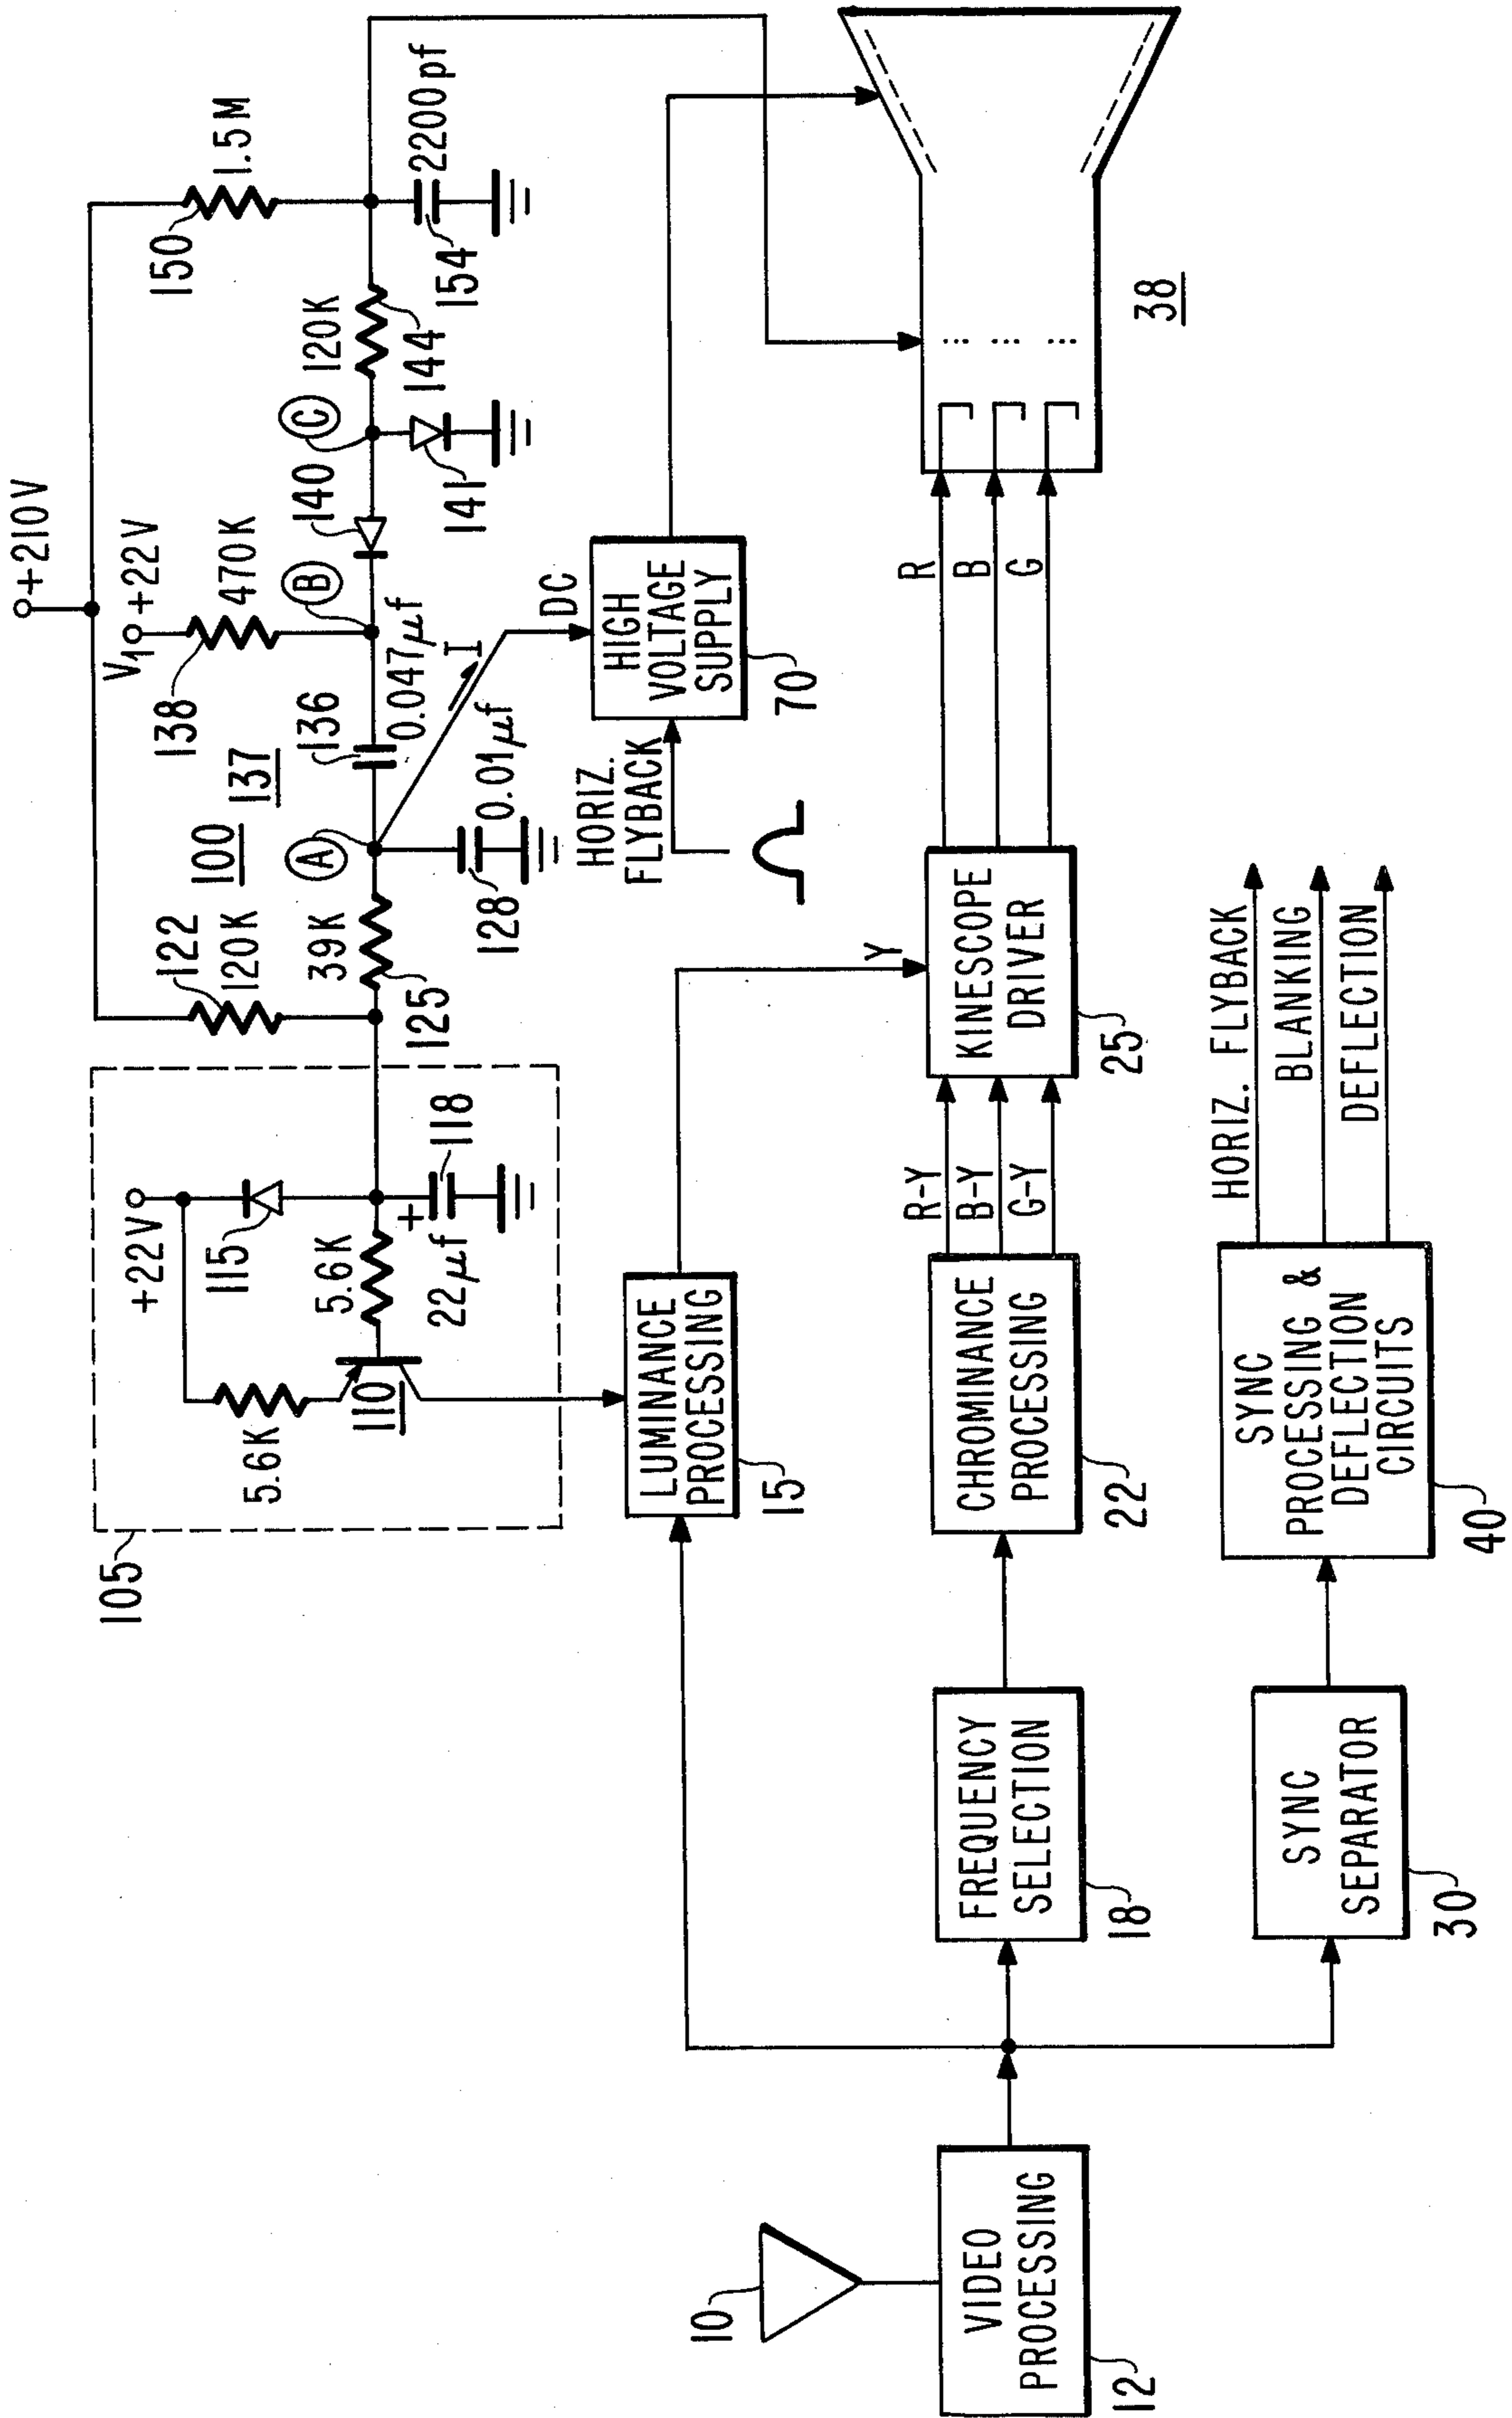 +210V
V1 +22V
470K
138
1.5M
150
120K
122
100
137
136
0.047µf
B
140
C
120K
144
141
2200pf
154
A
39K
125
128
0.01µf
I
DC
105
+22V
115
5.6K
5.6K
110
118
+
22µf
LUMINANCE
PROCESSING
15
HORIZ.
FLYBACK
HIGH
VOLTAGE
SUPPLY
70
10
VIDEO
PROCESSING
12
FREQUENCY
SELECTION
18
CHROMINANCE
PROCESSING
22
R-Y
B-Y
G-Y
Y
KINESCOPE
DRIVER
25
R
B
G
38
SYNC
SEPARATOR
30
SYNC
PROCESSING &
DEFLECTION
CIRCUITS
40
HORIZ. FLYBACK
BLANKING
DEFLECTION